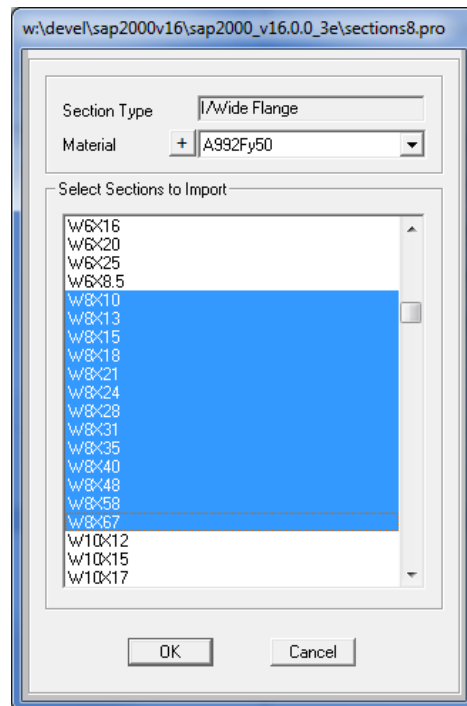 w:\devel\sap2000v16\sap2000_v16.0.0_3e\sections8.pro
Section Type I/Wide Flange
Material + A992Fy50
Select Sections to Import
W6X16
W6X20
W6X25
W6X8.5
W8X10
W8X13
W8X15
W8X18
W8X21
W8X24
W8X28
W8X31
W8X35
W8X40
W8X48
W8X58
W8X67
W10X12
W10X15
W10X17
OK Cancel